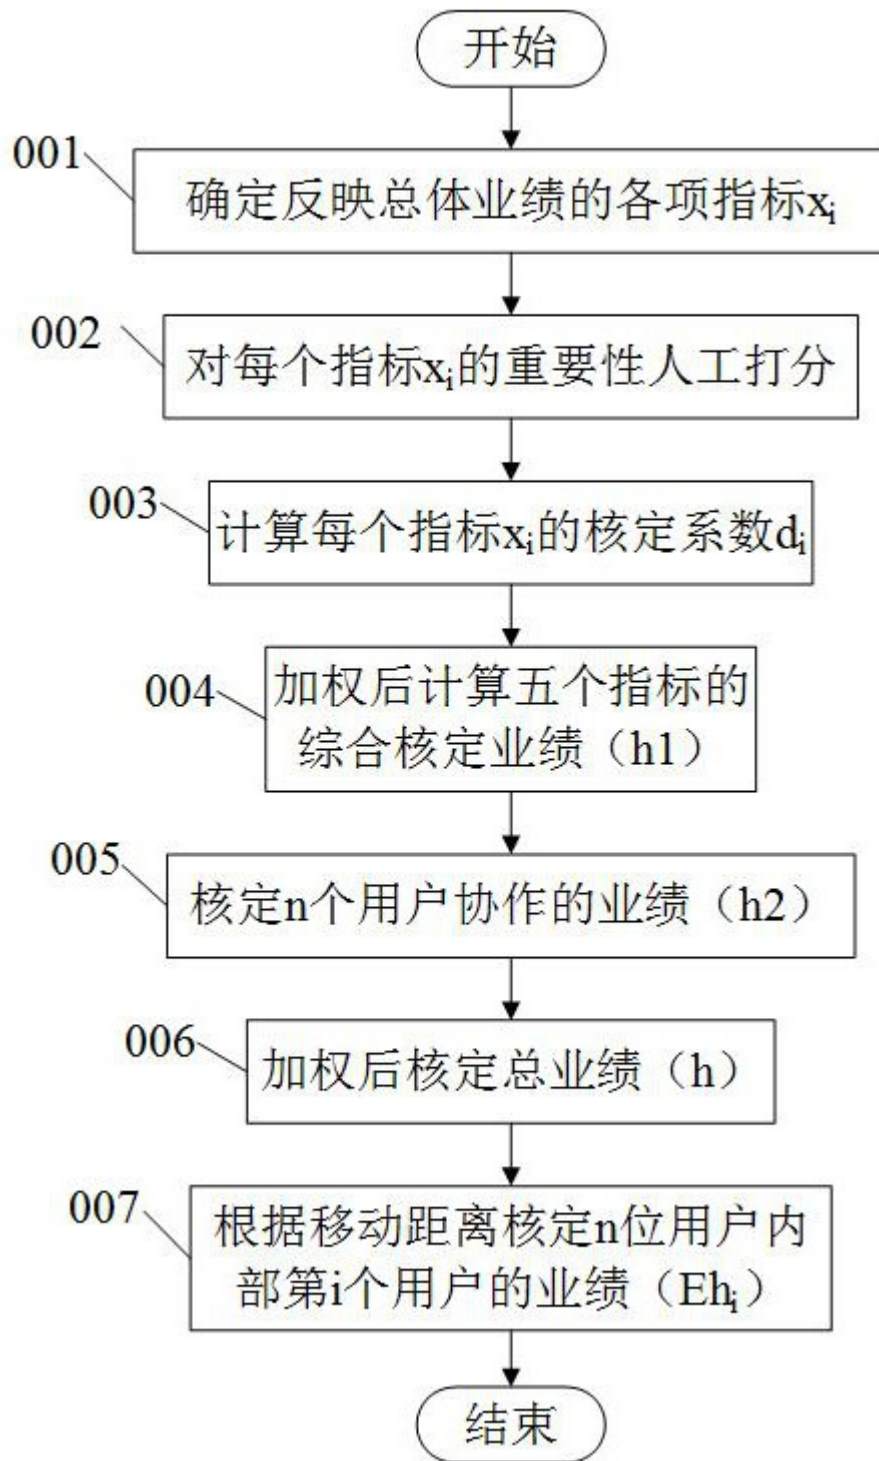 开始
001
确定反映总体业绩的各项指标xi
002
对每个指标xi的重要性人工打分
003
计算每个指标xi的核定系数di
004
加权后计算五个指标的
综合核定业绩（h1）
005
核定n个用户协作的业绩（h2）
006
加权后核定总业绩（h）
007
根据移动距离核定n位用户内
部第i个用户的业绩（Ehi）
结束